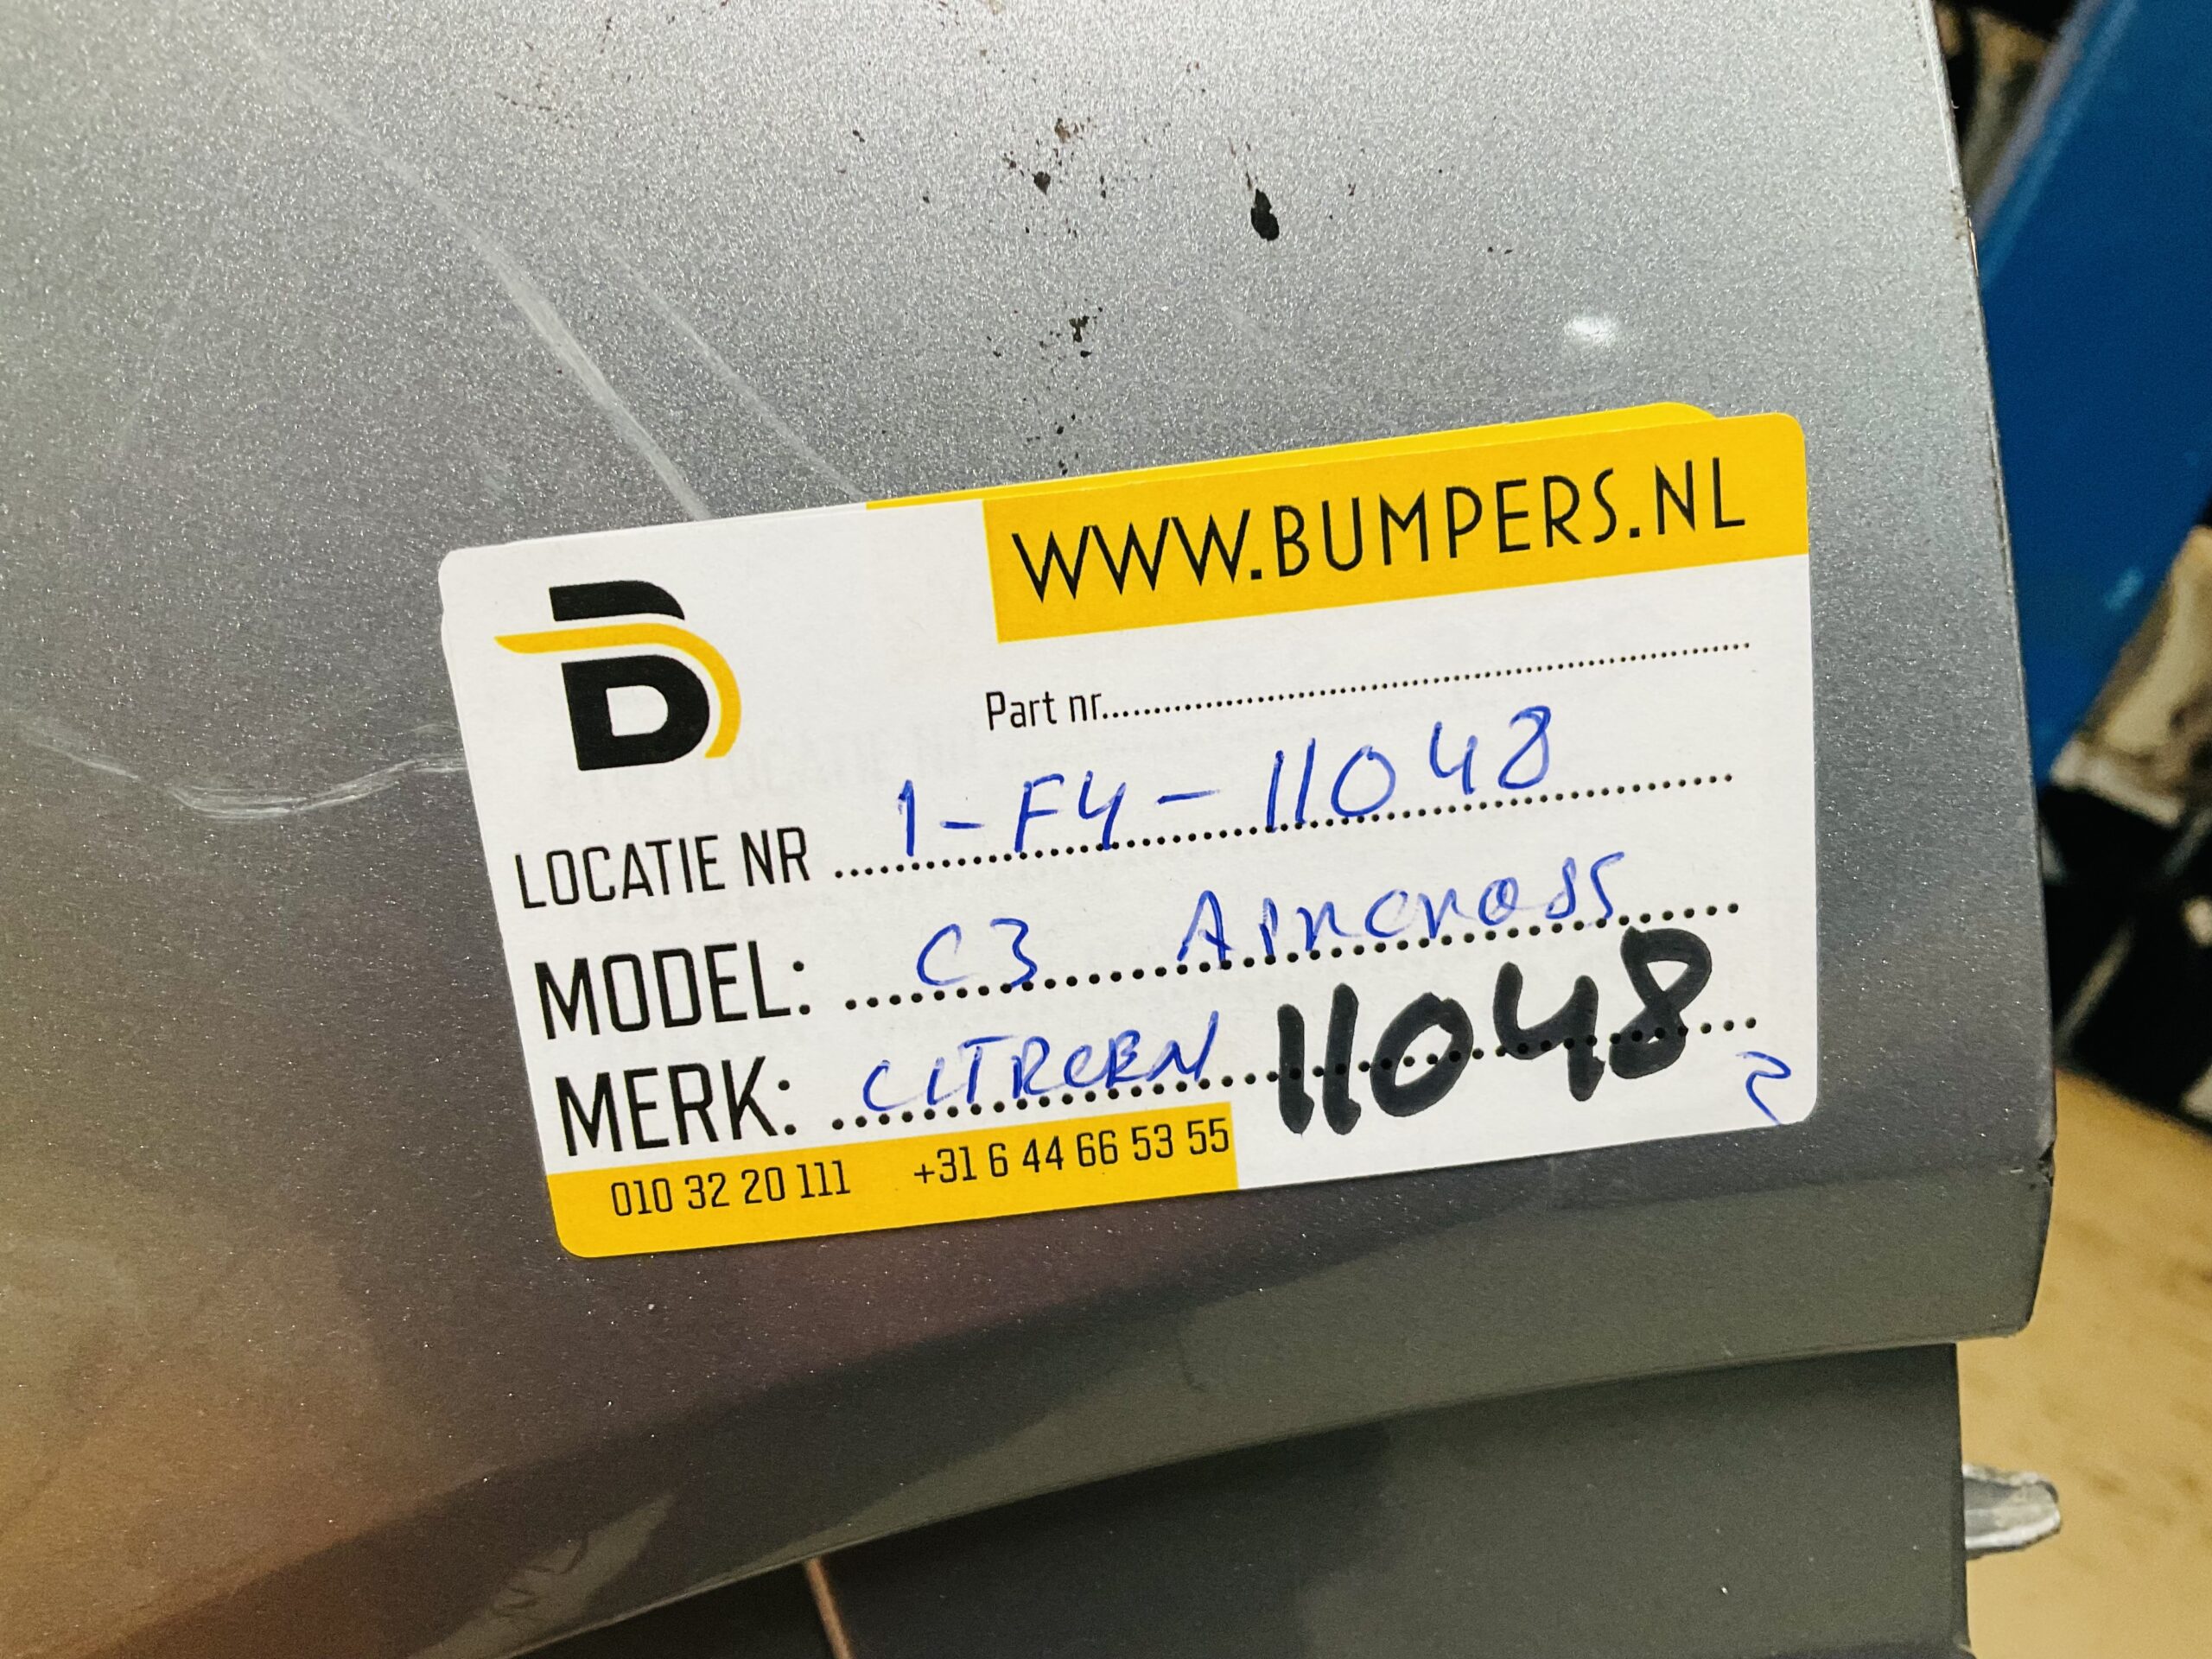 WWW.BUMPERS.NL
Part nr..........
LOCATIE NR 1-F4-11048
MODEL: C3 Aircross
MERK: CITROEN 11048
010 32 20 111 +31 6 44 66 53 55